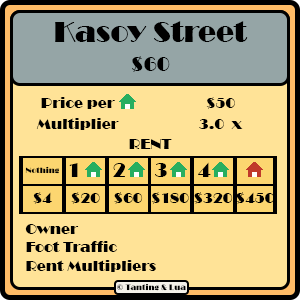 Kasoy Street
$60
Price per $50
Multiplier 3.0 x
RENT
Nothing 1 2 3 4
$4 $20 $60 $180 $320 $450
Owner
Foot Traffic
Rent Multipliers
© Tanting & Lua